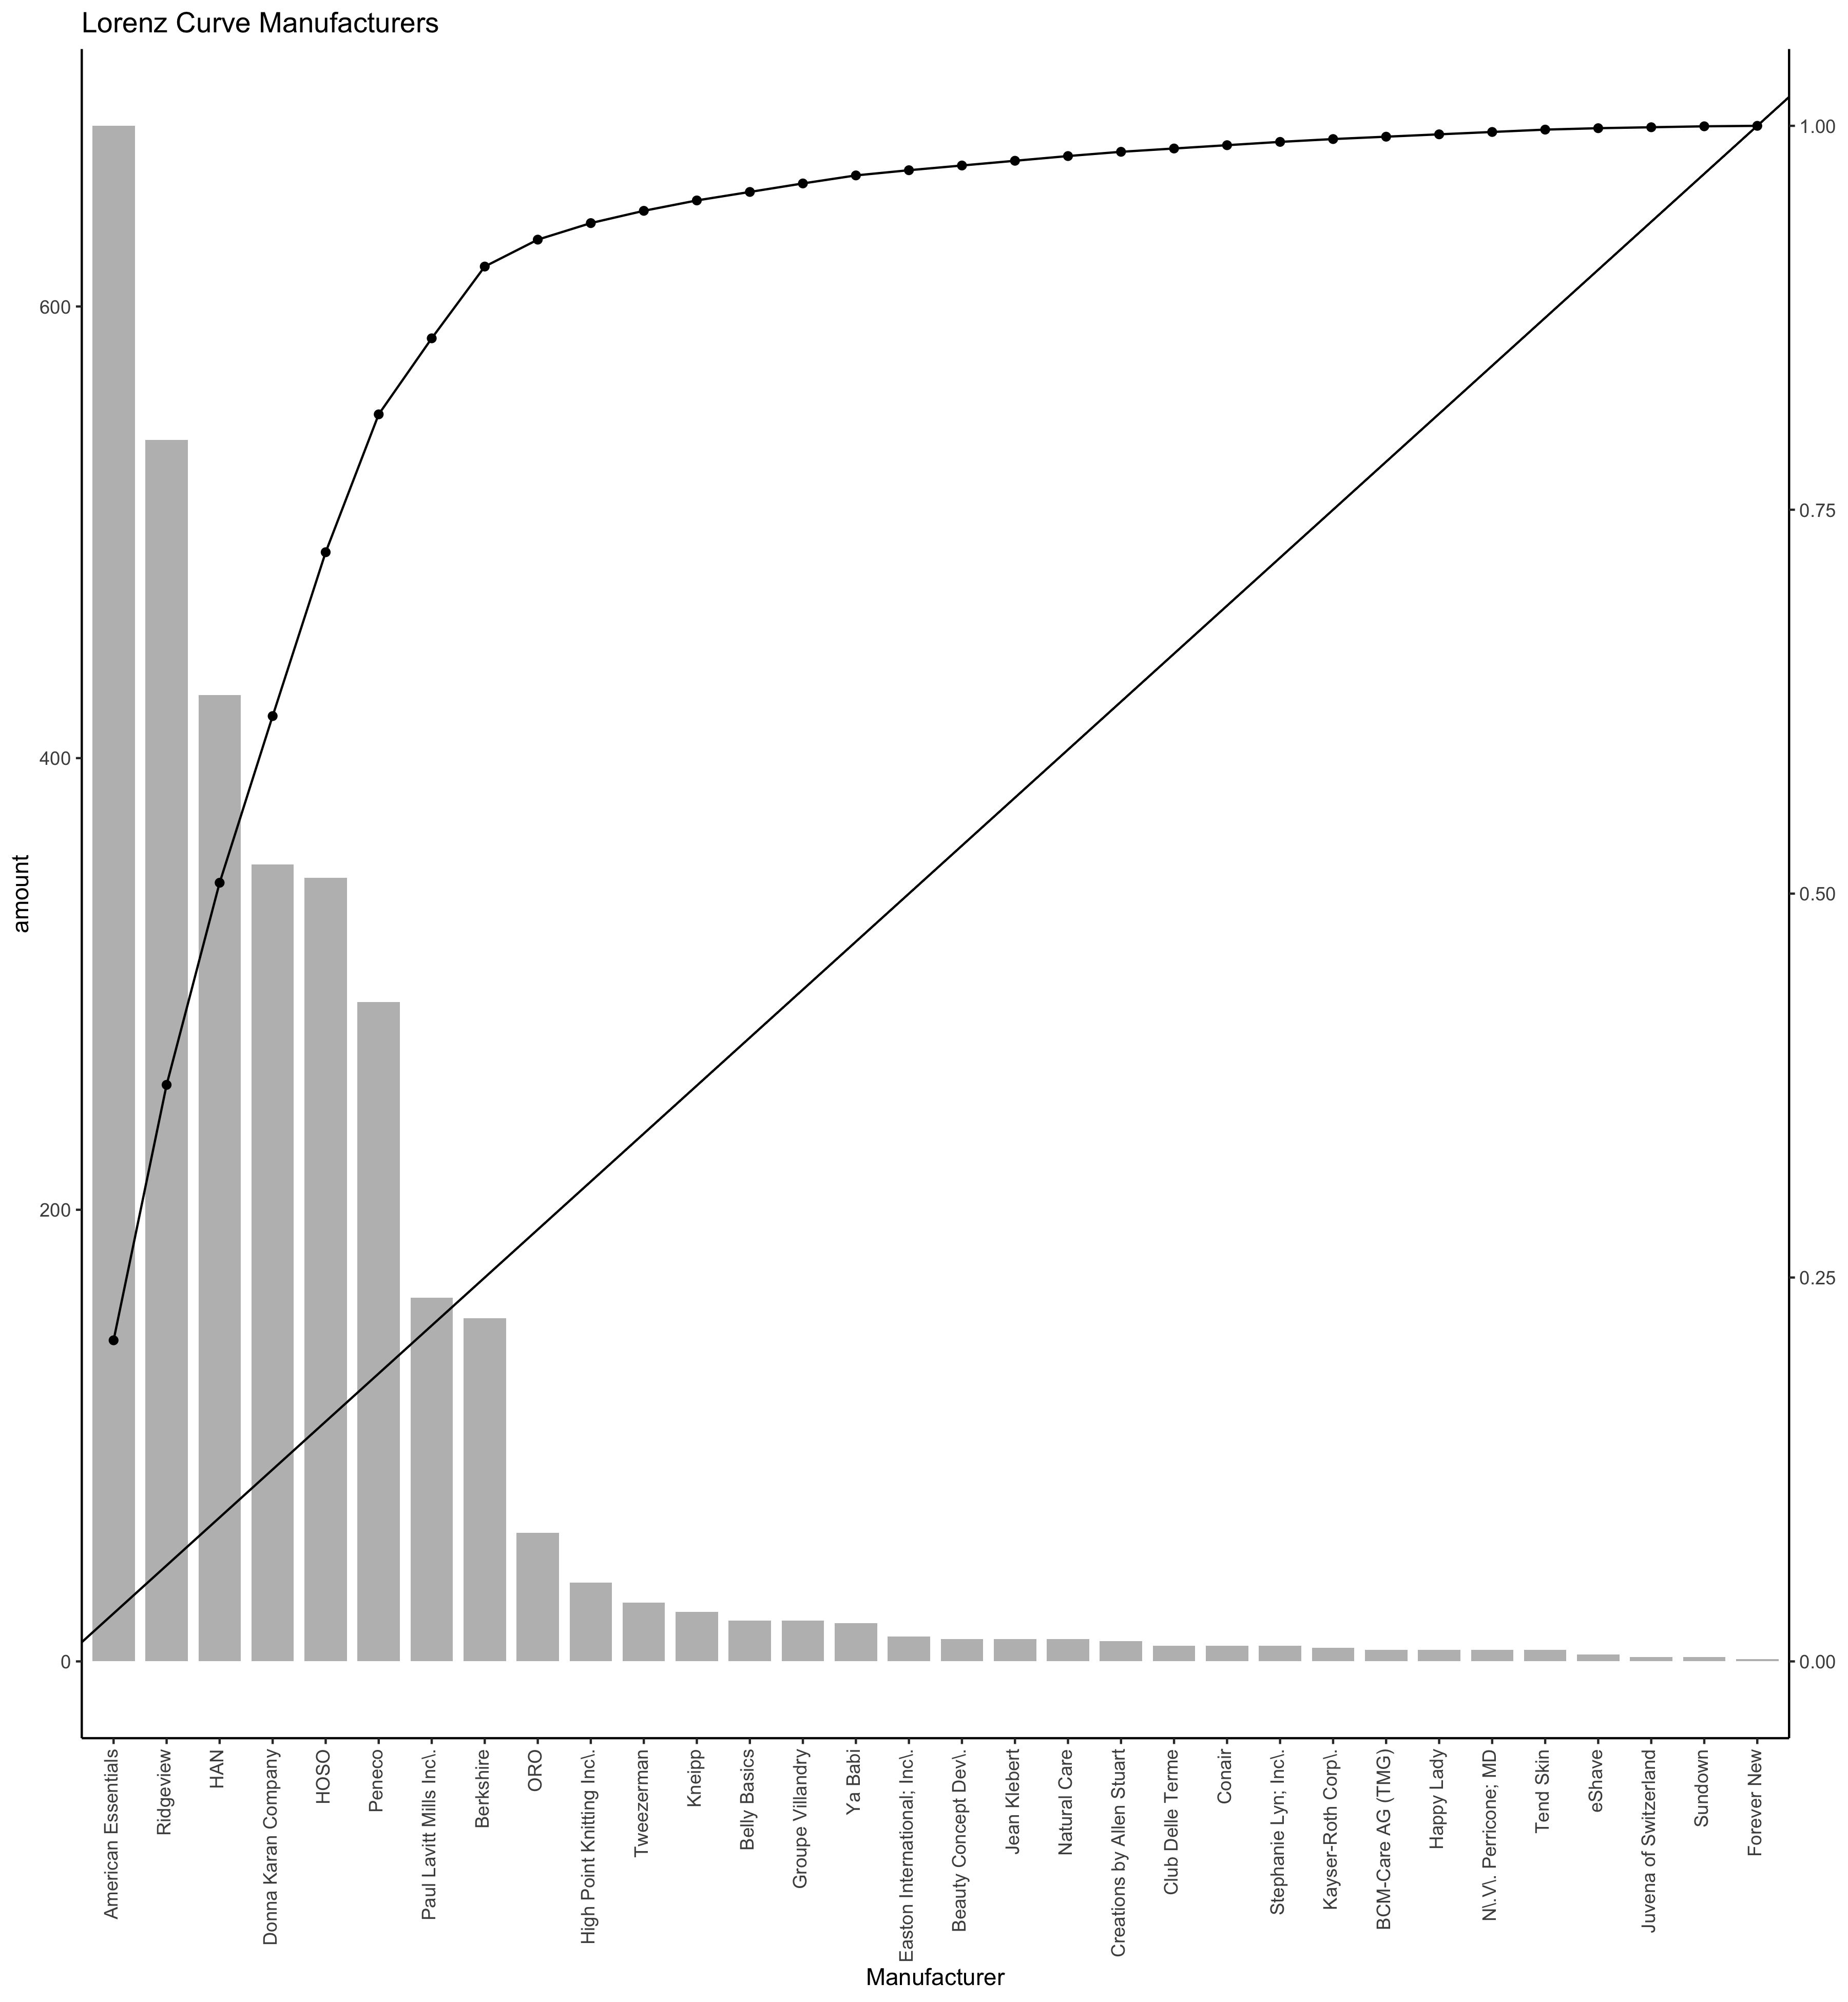 Lorenz Curve Manufacturers
amount
600
400
200
0
1.00
0.75
0.50
0.25
0.00
American Essentials
Ridgeview
HAN
Donna Karan Company
HOSO
Peneco
Paul Lavitt Mills Inc\.
Berkshire
ORO
High Point Knitting Inc\.
Tweezerman
Kneipp
Belly Basics
Groupe Villandry
Ya Babi
Easton International; Inc\.
Beauty Concept Dev\.
Jean Klebert
Natural Care
Creations by Allen Stuart
Club Delle Terme
Conair
Stephanie Lyn; Inc\.
Kayser-Roth Corp\.
BCM-Care AG (TMG)
Happy Lady
N\.V\. Perricone; MD
Tend Skin
eShave
Juvena of Switzerland
Sundown
Forever New
Manufacturer